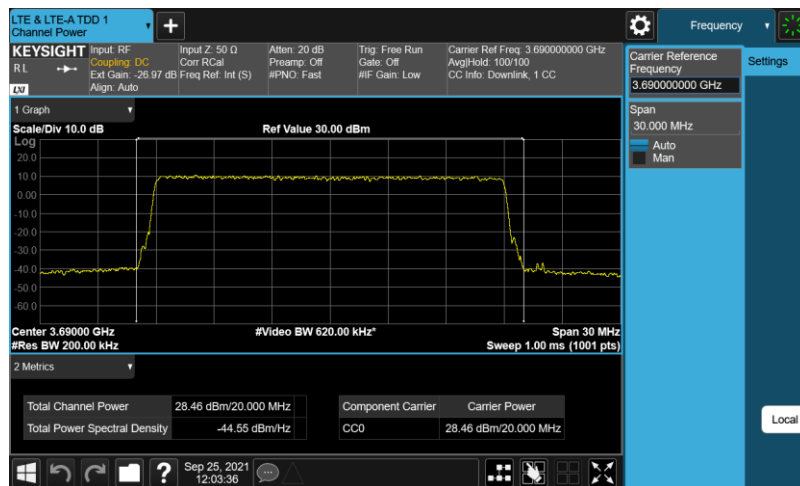 LTE & LTE-A TDD 1
Channel Power
Frequency
KEYSIGHT
R L
LXI
Input: RF
Coupling: DC
Ext Gain: -26.97 dB
Align: Auto
Input Z: 50 Ω
Corr RCal
Freq Ref: Int (S)
Atten: 20 dB
Preamp: Off
#PNO: Fast
Trig: Free Run
Gate: Off
#IF Gain: Low
Carrier Ref Freq: 3.690000000 GHz
Avg|Hold: 100/100
CC Info: Downlink, 1 CC
Carrier Reference
Frequency
3.690000000 GHz
Settings
Span
30.000 MHz
Auto
Man
1 Graph
Scale/Div 10.0 dB
Ref Value 30.00 dBm
Log
20.0
10.0
0.00
-10.0
-20.0
-30.0
-40.0
-50.0
-60.0
Center 3.69000 GHz
#Video BW 620.00 kHz*
Span 30 MHz
#Res BW 200.00 kHz
Sweep 1.00 ms (1001 pts)
2 Metrics
Total Channel Power 28.46 dBm/20.000 MHz
Total Power Spectral Density -44.55 dBm/Hz
Component Carrier Carrier Power
CC0 28.46 dBm/20.000 MHz
Local
?
Sep 25, 2021
12:03:36